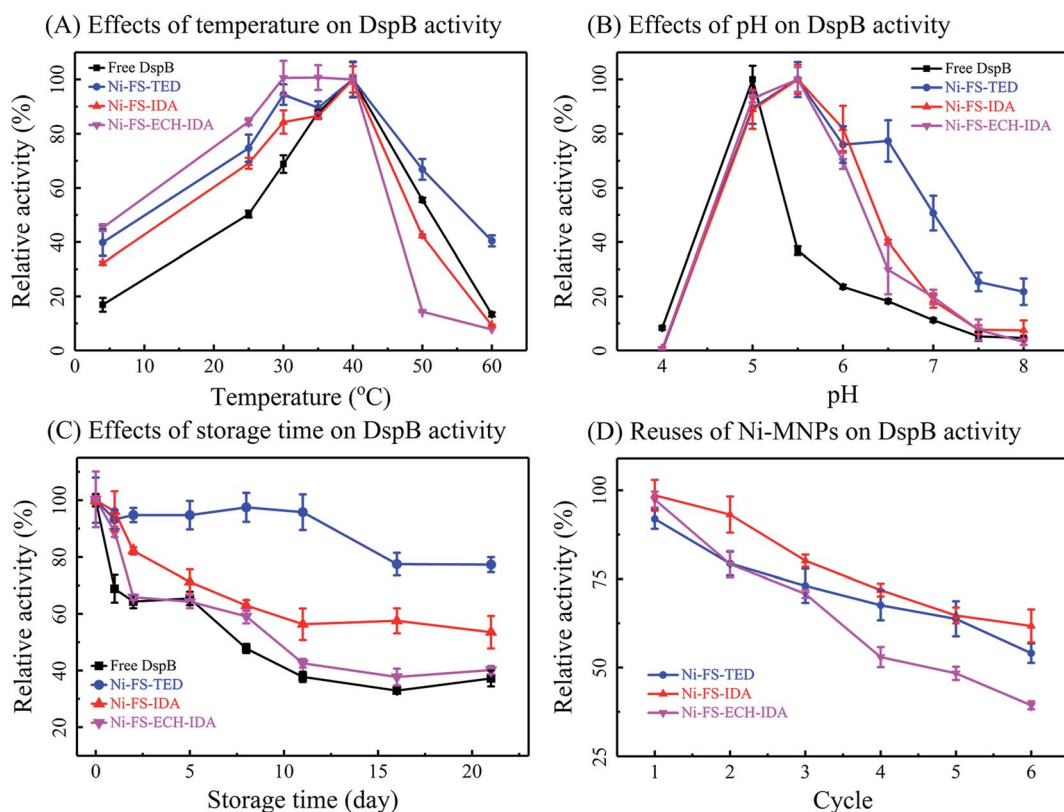 (A) Effects of temperature on DspB activity
Relative activity (%)
100
80
60
40
20
0
Free DspB
Ni-FS-TED
Ni-FS-IDA
Ni-FS-ECH-IDA
0 10 20 30 40 50 60
Temperature (°C)
(B) Effects of pH on DspB activity
Relative activity (%)
100
80
60
40
20
0
Free DspB
Ni-FS-TED
Ni-FS-IDA
Ni-FS-ECH-IDA
4 5 6 7 8
pH
(C) Effects of storage time on DspB activity
Relative activity (%)
100
80
60
40
20
Free DspB
Ni-FS-TED
Ni-FS-IDA
Ni-FS-ECH-IDA
0 5 10 15 20
Storage time (day)
(D) Reuses of Ni-MNPs on DspB activity
Relative activity (%)
100
75
50
25
Ni-FS-TED
Ni-FS-IDA
Ni-FS-ECH-IDA
1 2 3 4 5 6
Cycle